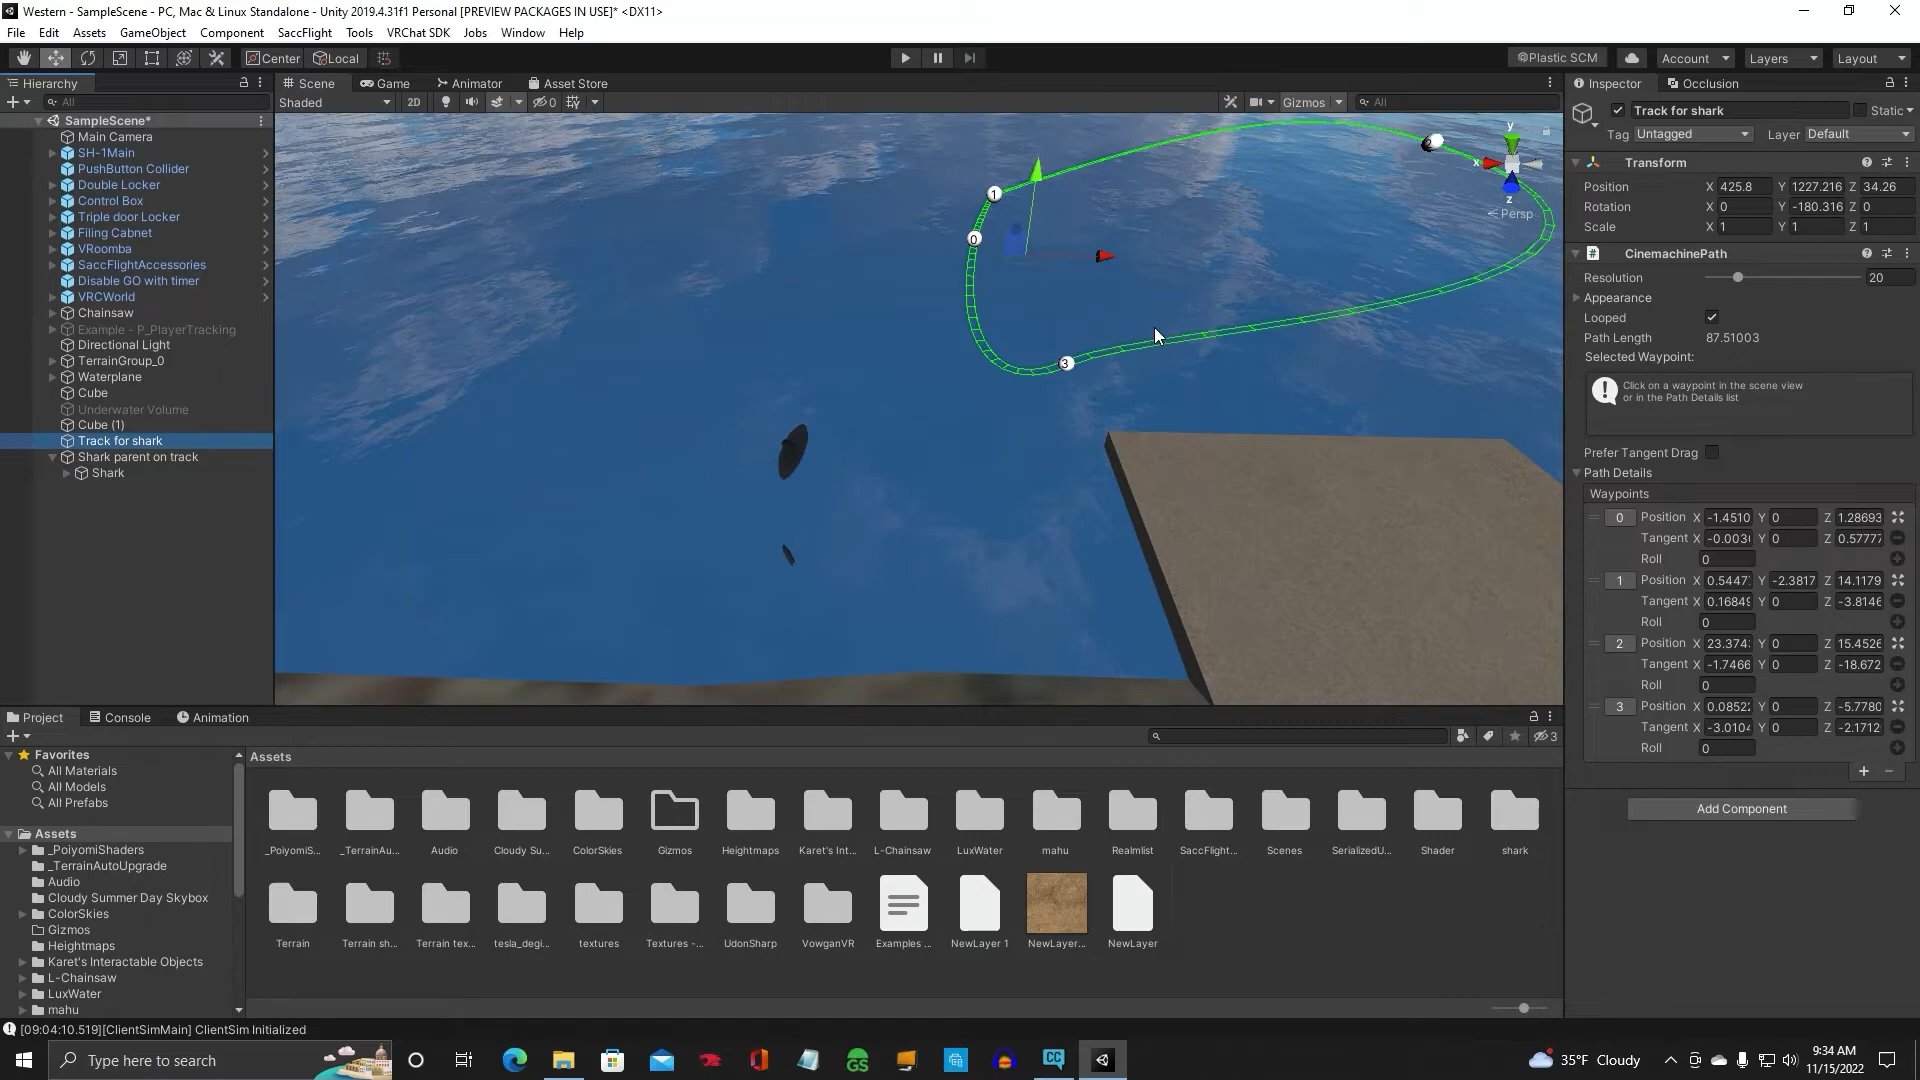 Western - SampleScene - PC, Mac & Linux Standalone - Unity 2019.4.31f1 Personal [PREVIEW PACKAGES IN USE]* <DX11>
File Edit Assets GameObject Component SaccFlight Tools VRChat SDK Jobs Window Help
Center Local Plastic SCM Account Layers Layout
Hierarchy Scene Game Animator Asset Store Inspector Occlusion
All Shaded 2D 0 Gizmos All
Track for shark Static
Tag Untagged Layer Default
SampleScene*
Main Camera
SH-1Main
PushButton Collider
Double Locker
Control Box
Triple door Locker
Filing Cabnet
VRoomba
SaccFlightAccessories
Disable GO with timer
VRCWorld
Chainsaw
Example - P_PlayerTracking
Directional Light
TerrainGroup_0
Waterplane
Cube
Underwater Volume
Cube (1)
Track for shark
Shark parent on track
Shark
1
0
2
3
y
x
z
Persp
Transform
Position X 425.8 Y 1227.216 Z 34.26
Rotation X 0 Y -180.316 Z 0
Scale X 1 Y 1 Z 1
CinemachinePath
Resolution 20
Appearance
Looped
Path Length 87.51003
Selected Waypoint:
Click on a waypoint in the scene view
or in the Path Details list
Prefer Tangent Drag
Path Details
Waypoints
0 Position X -1.4510 Y 0 Z 1.28693
Tangent X -0.003 Y 0 Z 0.57777
Roll 0
1 Position X 0.5447 Y -2.3817 Z 14.1179
Tangent X 0.16849 Y 0 Z -3.8146
Roll 0
2 Position X 23.374 Y 0 Z 15.4526
Tangent X -1.7466 Y 0 Z -18.672
Roll 0
3 Position X 0.0852 Y 0 Z -5.7780
Tangent X -3.0104 Y 0 Z -2.1712
Roll 0
+ -
Add Component
Project Console Animation
3
Favorites
All Materials
All Models
All Prefabs
Assets
_PoiyomiShaders
_TerrainAutoUpgrade
Audio
Cloudy Summer Day Skybox
ColorSkies
Gizmos
Heightmaps
Karet's Interactable Objects
L-Chainsaw
LuxWater
mahu
Assets
_PoiyomiS... _TerrainAu... Audio Cloudy Su... ColorSkies Gizmos Heightmaps Karet's Int... L-Chainsaw LuxWater mahu Realmlist SaccFlight... Scenes SerializedU... Shader shark
Terrain Terrain sh... Terrain tex... tesla_degi... textures Textures -... UdonSharp VowganVR Examples ... NewLayer 1 NewLayer... NewLayer
[09:04:10.519][ClientSimMain] ClientSim Initialized
Type here to search
GS
CC
35°F Cloudy
9:34 AM
11/15/2022